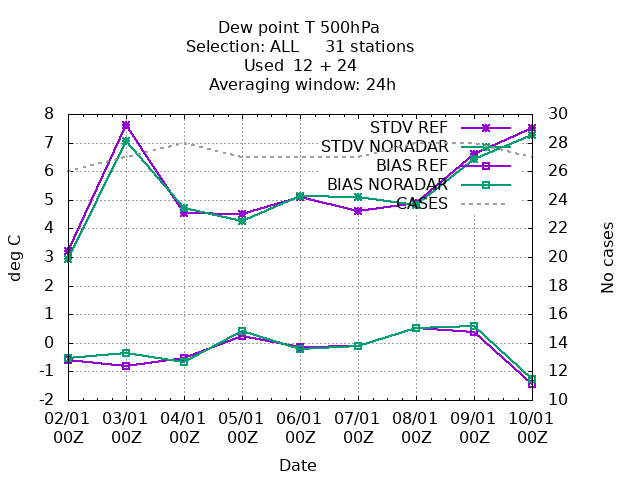 Dew point T 500hPa
Selection: ALL 31 stations
Used 12 + 24
Averaging window: 24h
8 30
7 28
6 26
5 24
4 22
3 20
2 18
1 16
0 14
-1 12
-2 10
STDV REF
STDV NORADAR
BIAS REF
BIAS NORADAR
CASES
deg C
No cases
02/01 03/01 04/01 05/01 06/01 07/01 08/01 09/01 10/01
00Z 00Z 00Z 00Z 00Z 00Z 00Z 00Z 00Z
Date